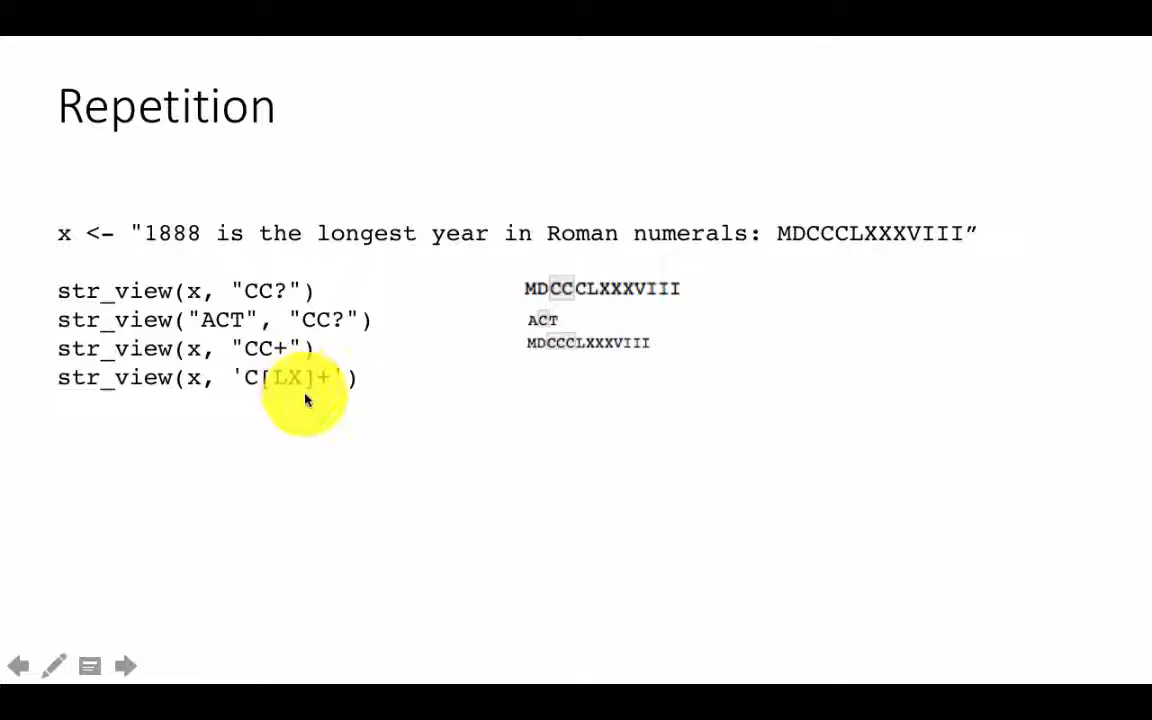 Repetition
x <- "1888 is the longest year in Roman numerals: MDCCCLXXXVIII”
str_view(x, "CC?")
MDCCCLXXXVIII
str_view("ACT", "CC?")
ACT
str_view(x, "CC+")
MDCCCLXXXVIII
str_view(x, 'C[LX]+')